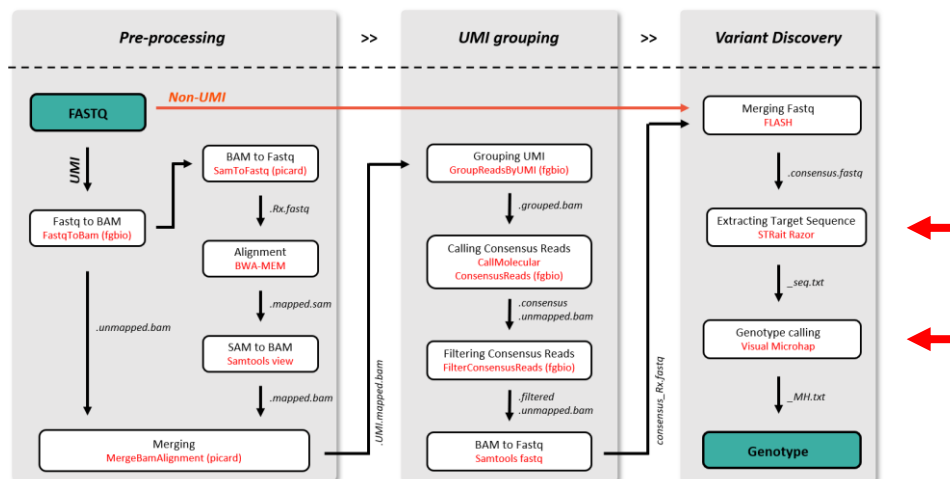 Pre-processing
>>
UMI grouping
>>
Variant Discovery
FASTQ
Non-UMI
UMI
Fastq to BAM
FastqToBam (fgbio)
.unmapped.bam
BAM to Fastq
SamToFastq (picard)
.Rx.fastq
Alignment
BWA-MEM
.mapped.sam
SAM to BAM
Samtools view
.mapped.bam
Merging
MergeBamAlignment (picard)
.UMI.mapped.bam
Grouping UMI
GroupReadsByUMI (fgbio)
.grouped.bam
Calling Consensus Reads
CallMolecular
ConsensusReads (fgbio)
.consensus
.unmapped.bam
Filtering Consensus Reads
FilterConsensusReads (fgbio)
.filtered
.unmapped.bam
BAM to Fastq
Samtools fastq
consensus_Rx.fastq
Merging Fastq
FLASH
.consensus.fastq
Extracting Target Sequence
STRait Razor
_seq.txt
Genotype calling
Visual Microhap
_MH.txt
Genotype